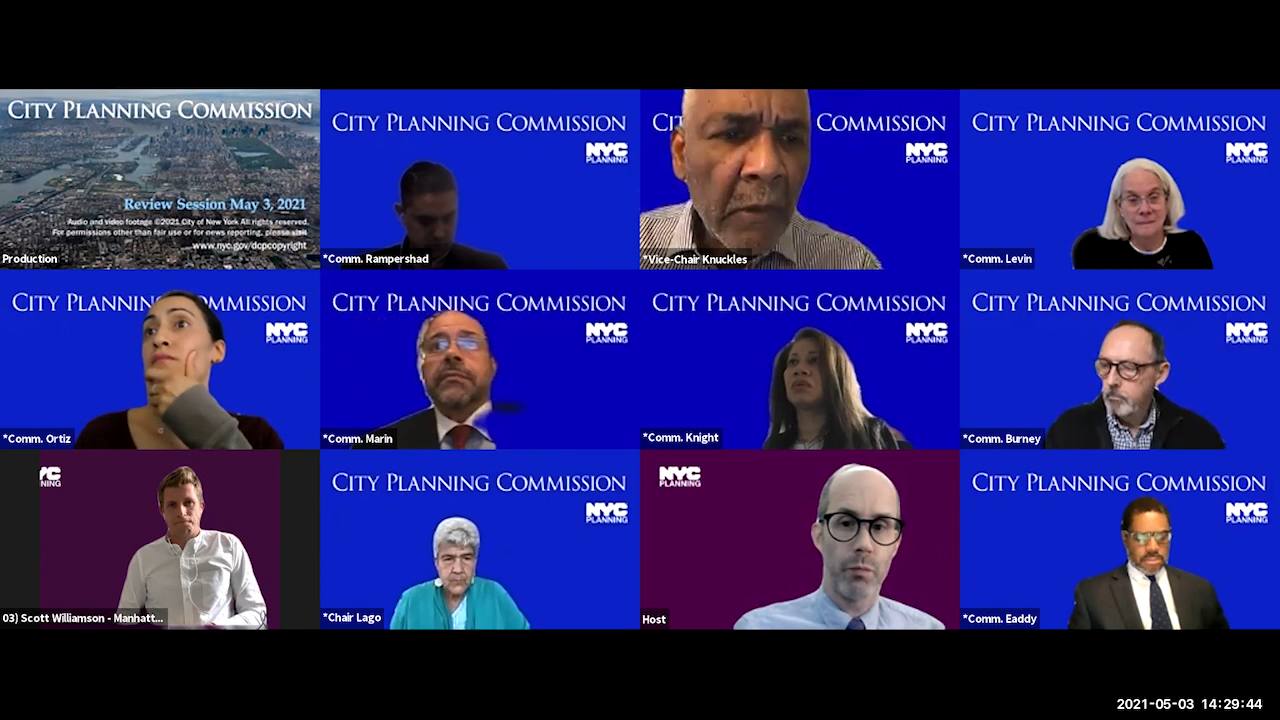 CITY PLANNING COMMISSION
Review Session May 3, 2021
Audio and video footage ©2021 City of New York All rights reserved.
For permissions other than fair use or for news reporting, please visit
www.nyc.gov/dcpcopyright
Production
CITY PLANNING COMMISSION
NYC
PLANNING
*Comm. Rampershad
CIT COMMISSION
NYC
PLANNING
*Vice-Chair Knuckles
CITY PLANNING COMMISSION
NYC
PLANNING
*Comm. Levin
CITY PLANNIN MMISSION
NYC
PLANNING
*Comm. Ortiz
CITY PLANNING COMMISSION
NYC
PLANNING
*Comm. Marin
CITY PLANNING COMMISSION
NYC
PLANNING
*Comm. Knight
CITY PLANNING COMMISSION
NYC
PLANNING
*Comm. Burney
YC
NING
03) Scott Williamson - Manhatt...
CITY PLANNING COMMISSION
NYC
PLANNING
*Chair Lago
NYC
PLANNING
Host
CITY PLANNING COMMISSION
NYC
PLANNING
*Comm. Eaddy
2021-05-03 14:29:44